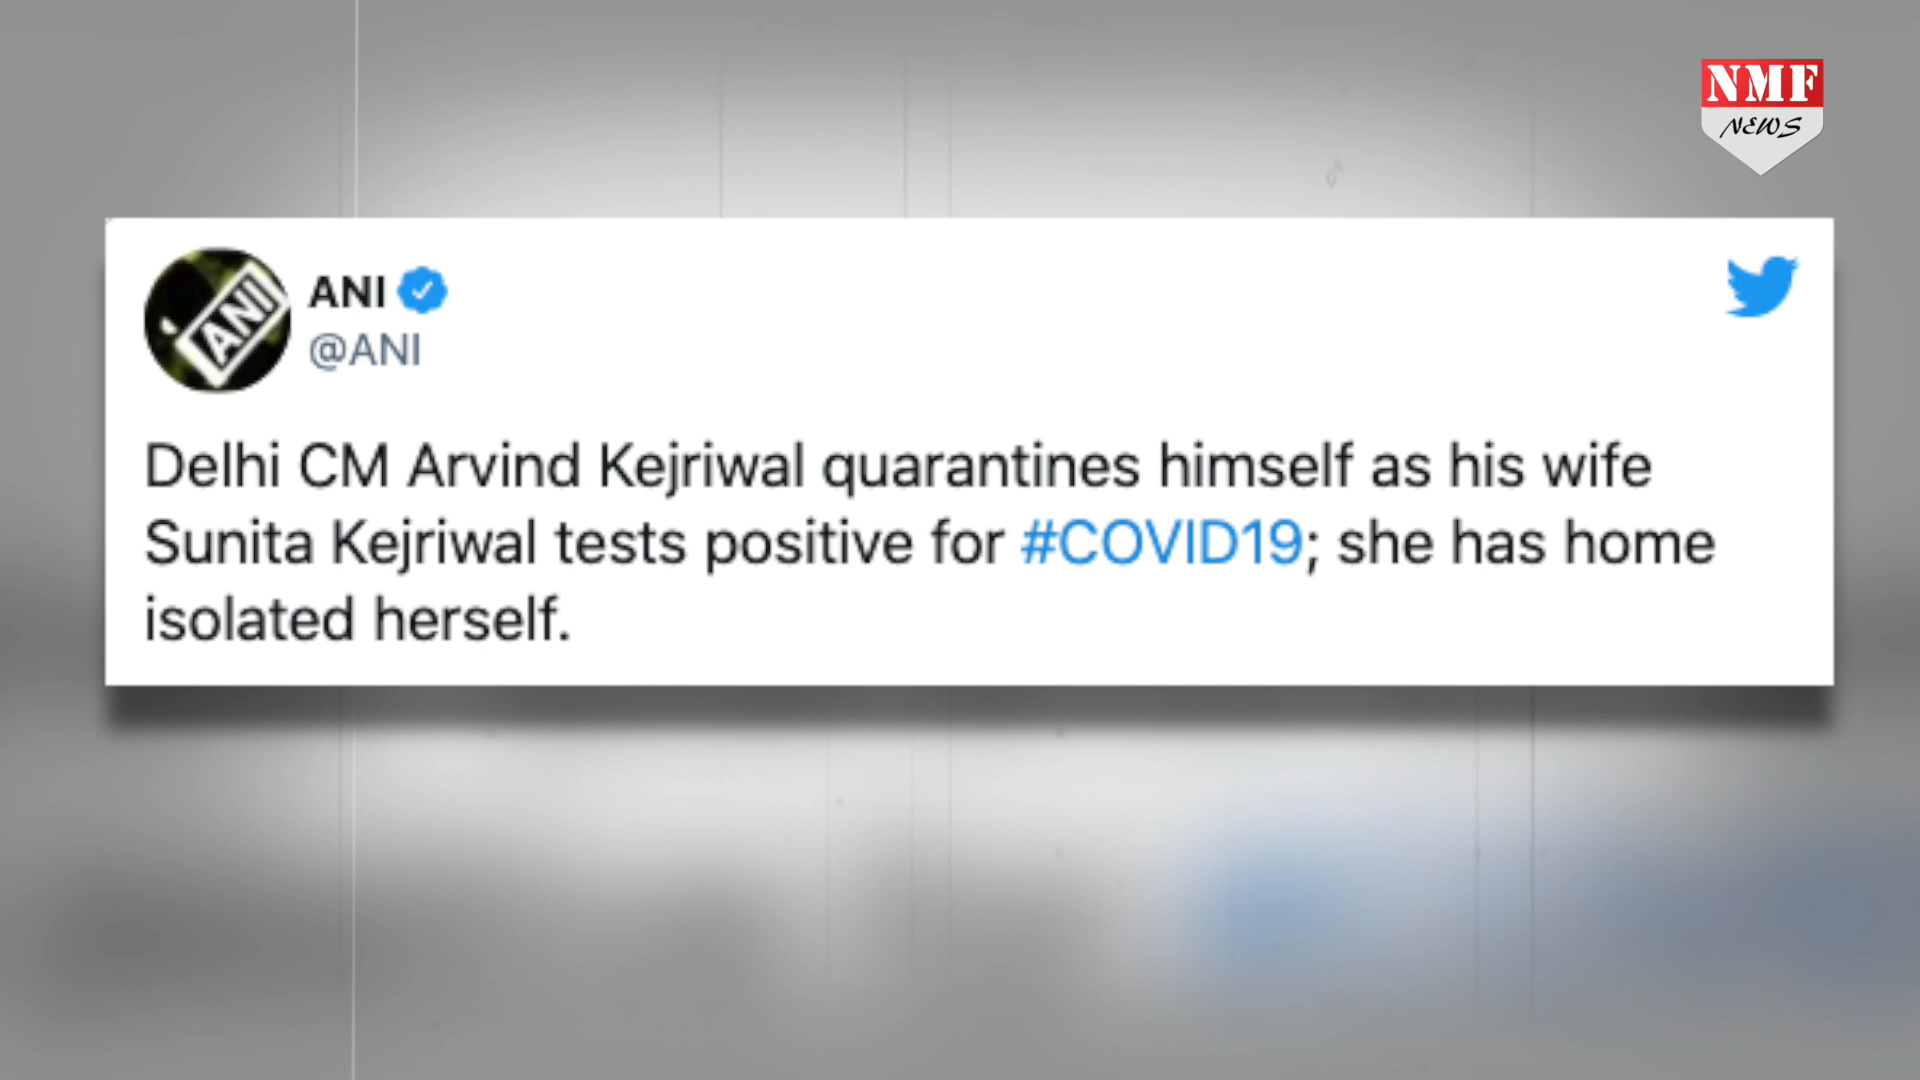 NMF
NEWS
ANI
ANI
@ANI
Delhi CM Arvind Kejriwal quarantines himself as his wife
Sunita Kejriwal tests positive for #COVID19; she has home
isolated herself.